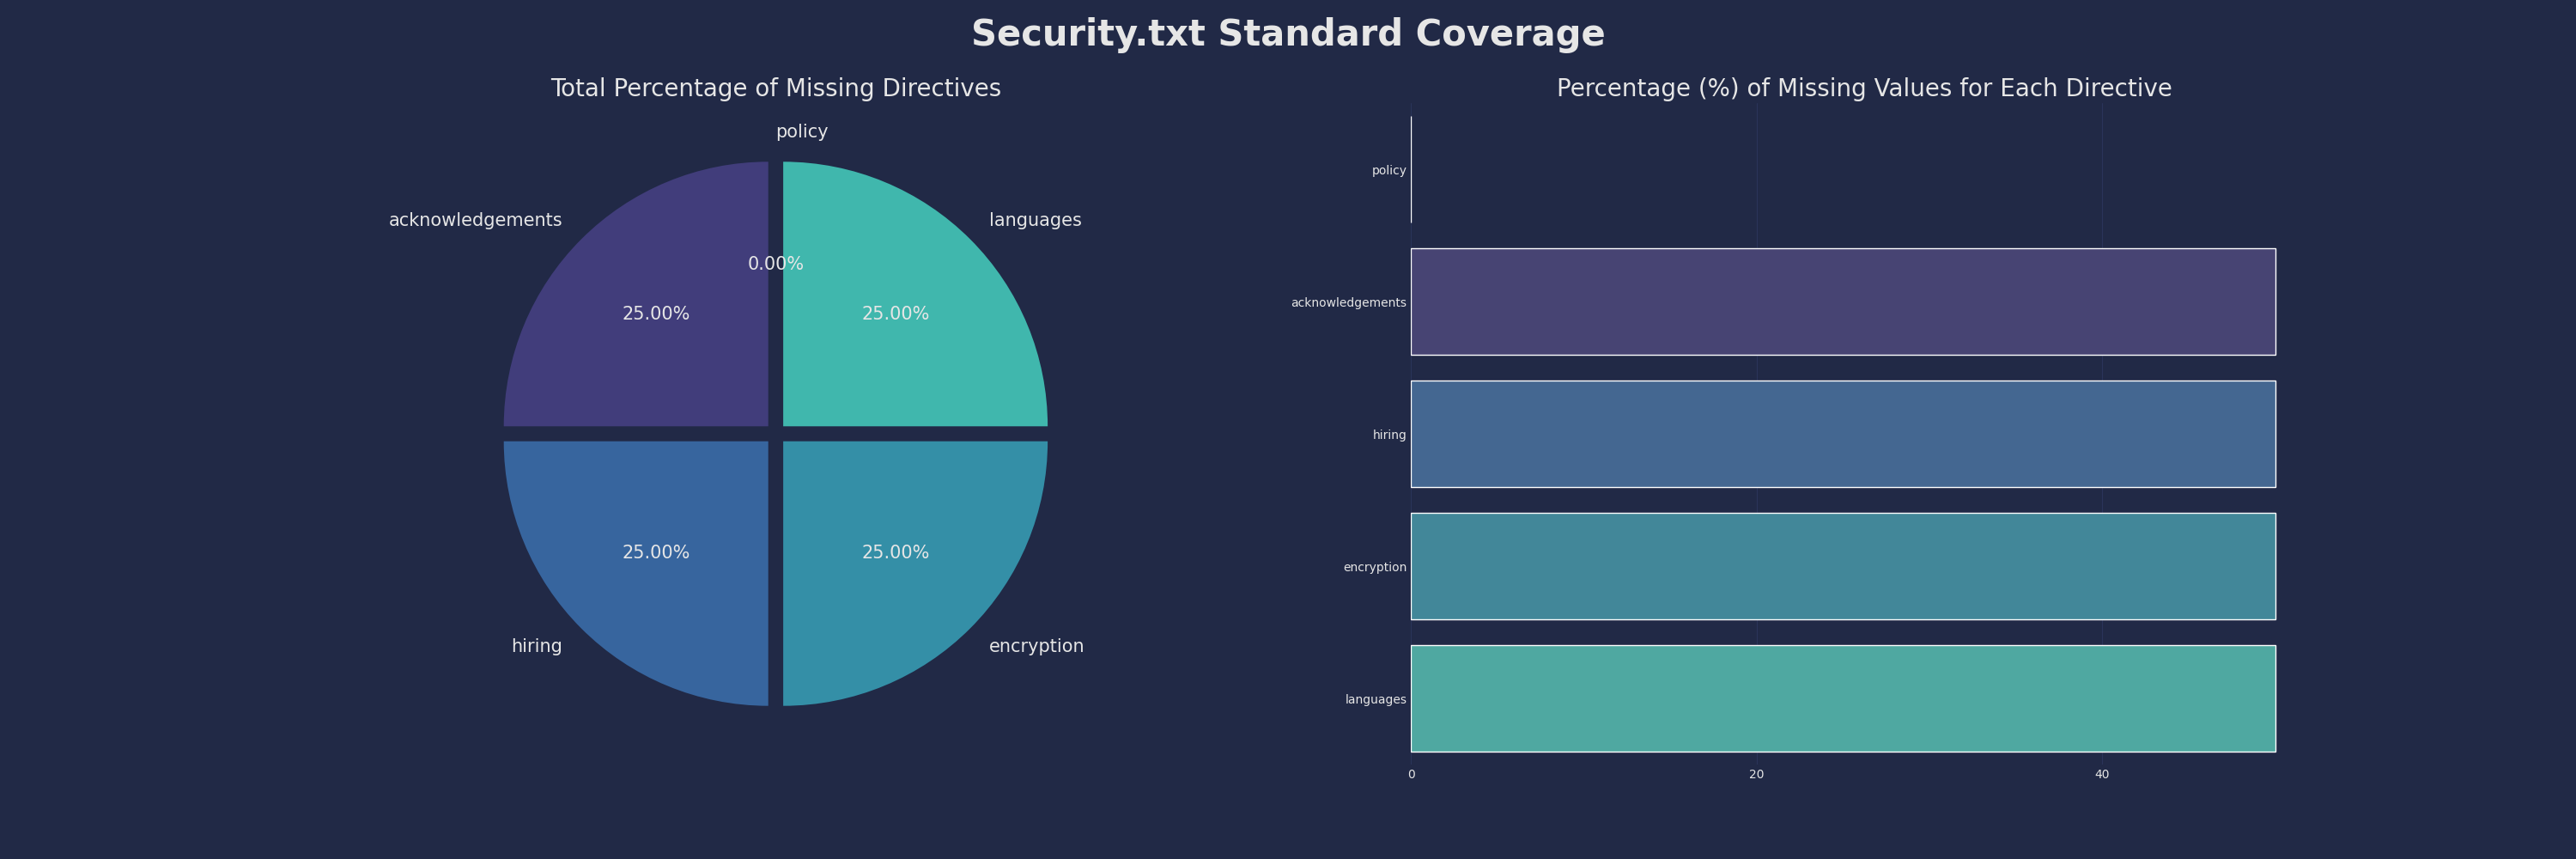 Security.txt Standard Coverage
Total Percentage of Missing Directives
policy
acknowledgements
languages
0.00%
25.00%
25.00%
25.00%
25.00%
hiring
encryption
Percentage (%) of Missing Values for Each Directive
policy
acknowledgements
hiring
encryption
languages
0
20
40